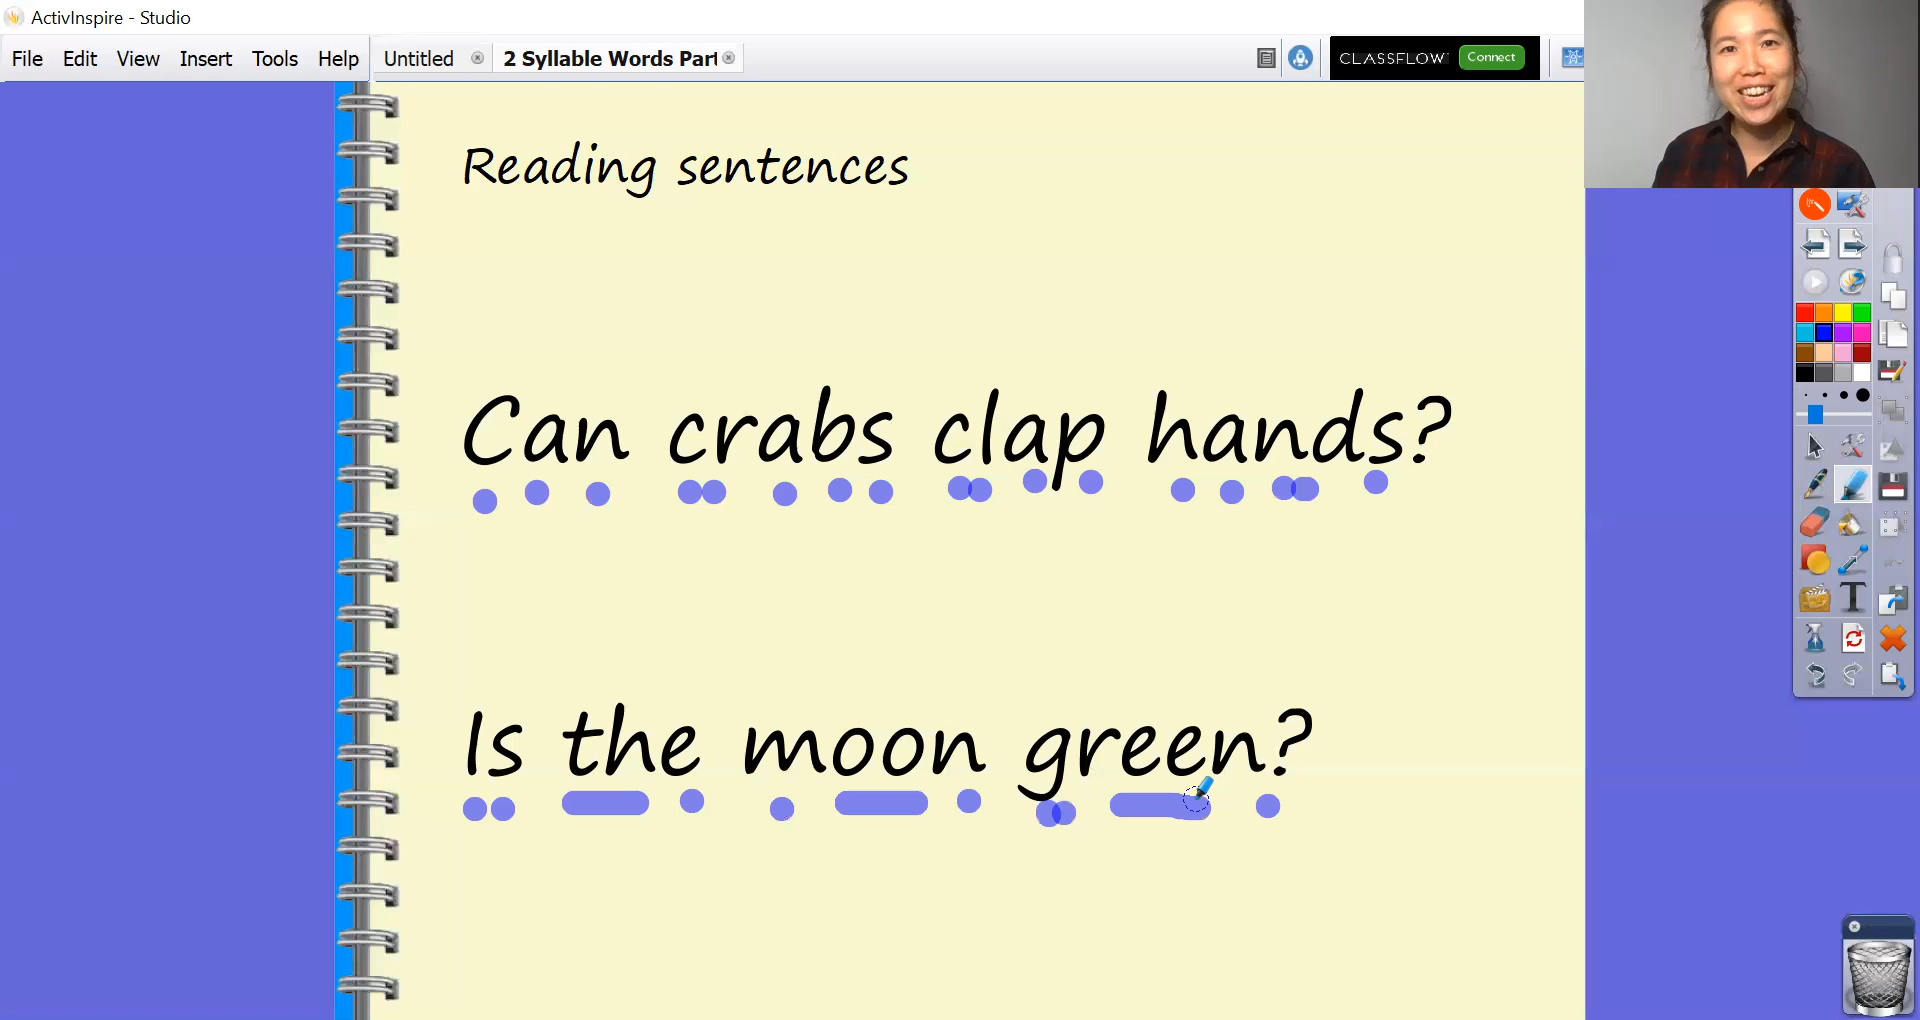 ActivInspire - Studio
File Edit View Insert Tools Help Untitled 2 Syllable Words Part CLASSFLOW Connect
Reading sentences
Can crabs clap hands?
Is the moon green?